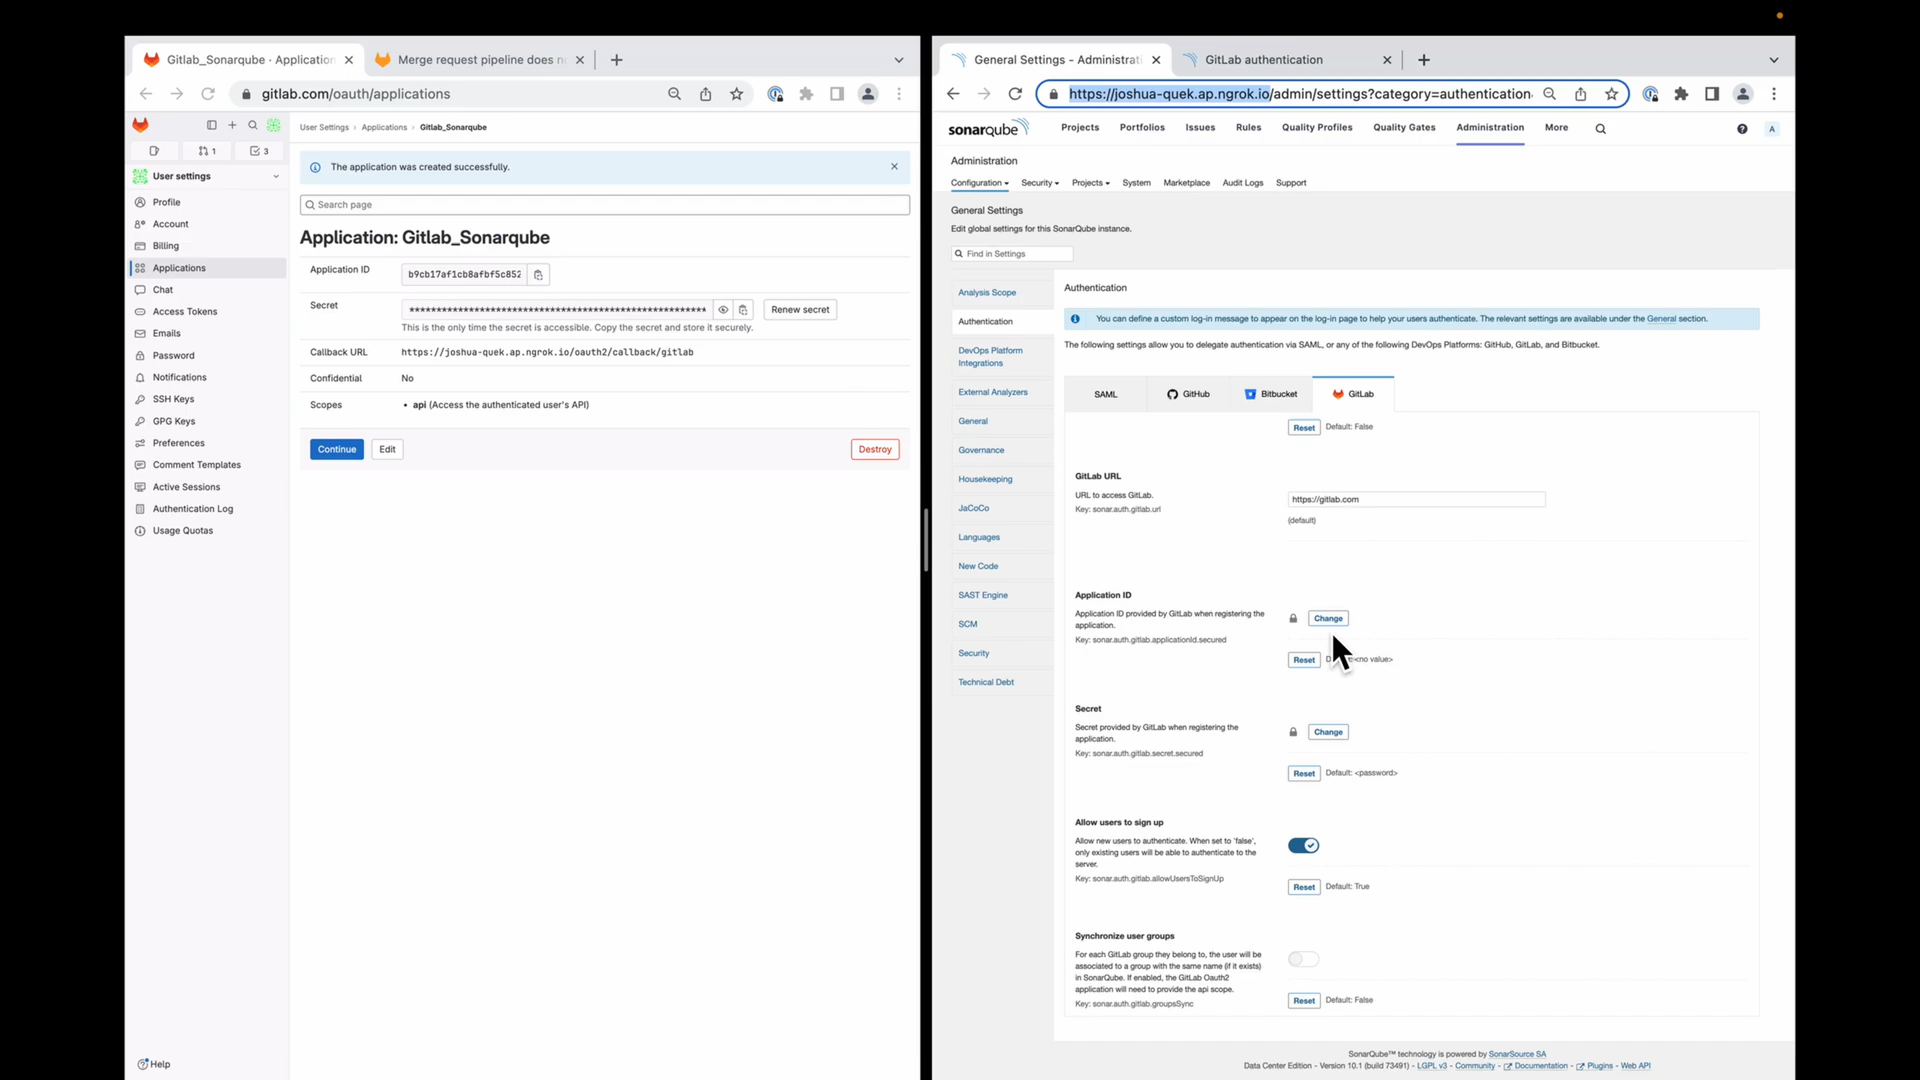 Gitlab_Sonarqube · Application
Merge request pipeline does n
gitlab.com/oauth/applications
1
3
User settings
Profile
Account
Billing
Applications
Chat
Access Tokens
Emails
Password
Notifications
SSH Keys
GPG Keys
Preferences
Comment Templates
Active Sessions
Authentication Log
Usage Quotas
Help
User Settings › Applications › Gitlab_Sonarqube
The application was created successfully.
Search page
Application: Gitlab_Sonarqube
Application ID
b9cb17af1cb8afbf5c852
Secret
Renew secret
This is the only time the secret is accessible. Copy the secret and store it securely.
Callback URL
https://joshua-quek.ap.ngrok.io/oauth2/callback/gitlab
Confidential
No
Scopes
• api (Access the authenticated user's API)
Continue
Edit
Destroy
General Settings - Administrati
GitLab authentication
https://joshua-quek.ap.ngrok.io/admin/settings?category=authentication
sonarqube
Projects
Portfolios
Issues
Rules
Quality Profiles
Quality Gates
Administration
More
A
Administration
Configuration
Security
Projects
System
Marketplace
Audit Logs
Support
General Settings
Edit global settings for this SonarQube instance.
Find in Settings
Analysis Scope
Authentication
DevOps Platform
Integrations
External Analyzers
General
Governance
Housekeeping
JaCoCo
Languages
New Code
SAST Engine
SCM
Security
Technical Debt
Authentication
You can define a custom log-in message to appear on the log-in page to help your users authenticate. The relevant settings are available under the General section.
The following settings allow you to delegate authentication via SAML, or any of the following DevOps Platforms: GitHub, GitLab, and Bitbucket.
SAML
GitHub
Bitbucket
GitLab
Reset
Default: False
GitLab URL
URL to access GitLab.
Key: sonar.auth.gitlab.url
https://gitlab.com
(default)
Application ID
Application ID provided by GitLab when registering the
application.
Key: sonar.auth.gitlab.applicationId.secured
Change
Reset
<no value>
Secret
Secret provided by GitLab when registering the
application.
Key: sonar.auth.gitlab.secret.secured
Change
Reset
Default: <password>
Allow users to sign up
Allow new users to authenticate. When set to 'false',
only existing users will be able to authenticate to the
server.
Key: sonar.auth.gitlab.allowUsersToSignUp
Reset
Default: True
Synchronize user groups
For each GitLab group they belong to, the user will be
associated to a group with the same name (if it exists)
in SonarQube. If enabled, the GitLab Oauth2
application will need to provide the api scope.
Key: sonar.auth.gitlab.groupsSync
Reset
Default: False
SonarQube™ technology is powered by SonarSource SA
Data Center Edition - Version 10.1 (build 73491) - LGPL v3 - Community - Documentation - Plugins - Web API